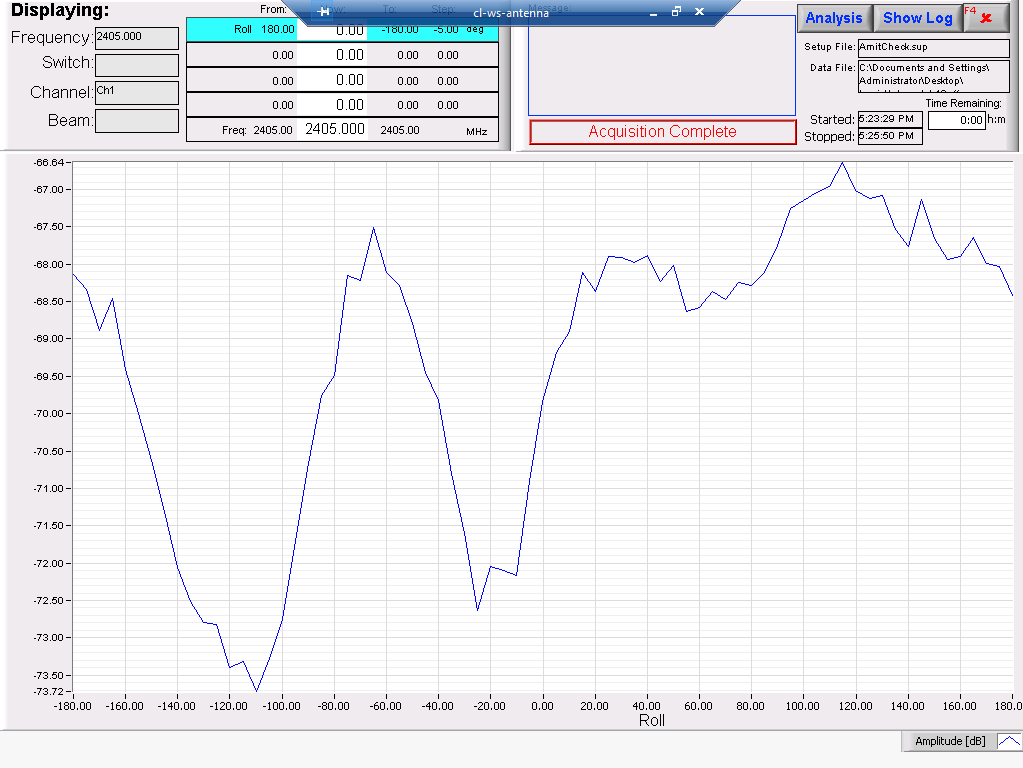 Displaying:
Frequency: 2405.000
Switch:
Channel: Ch1
Beam:
From: To: Step:
Roll 180.00 0.00 -180.00 -5.00 deg
0.00 0.00 0.00 0.00
0.00 0.00 0.00 0.00
0.00 0.00 0.00 0.00
Freq: 2405.00 2405.000 2405.00 MHz
cl-ws-antenna
Message:
Acquisition Complete
Analysis Show Log F4
Setup File: AmitCheck.sup
Data File: C:\Documents and Settings\
Administrator\Desktop\
Time Remaining:
Started: 5:23:29 PM 0:00 h:m
Stopped: 5:25:50 PM
-66.64
-67.00
-67.50
-68.00
-68.50
-69.00
-69.50
-70.00
-70.50
-71.00
-71.50
-72.00
-72.50
-73.00
-73.50
-73.72
-180.00 -160.00 -140.00 -120.00 -100.00 -80.00 -60.00 -40.00 -20.00 0.00 20.00 40.00 60.00 80.00 100.00 120.00 140.00 160.00 180.0
Roll
Amplitude [dB]